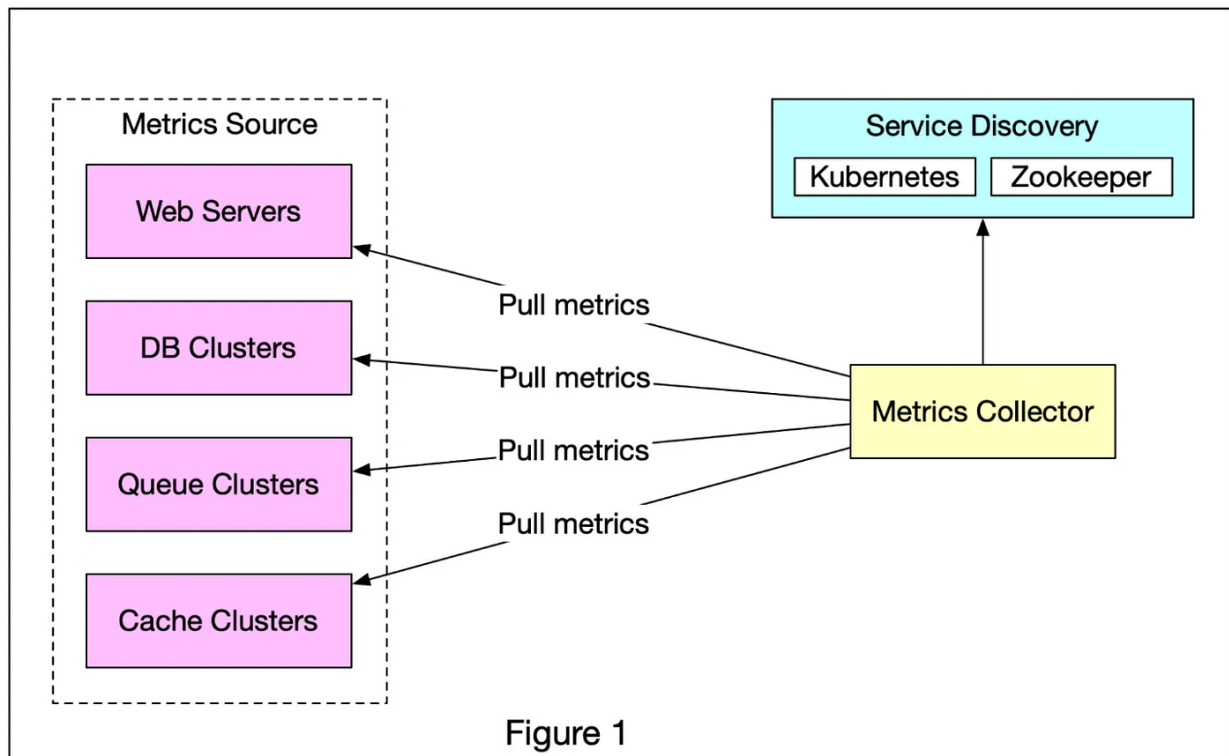 Metrics Source
Web Servers
DB Clusters
Queue Clusters
Cache Clusters
Pull metrics
Pull metrics
Pull metrics
Pull metrics
Service Discovery
Kubernetes
Zookeeper
Metrics Collector
Figure 1